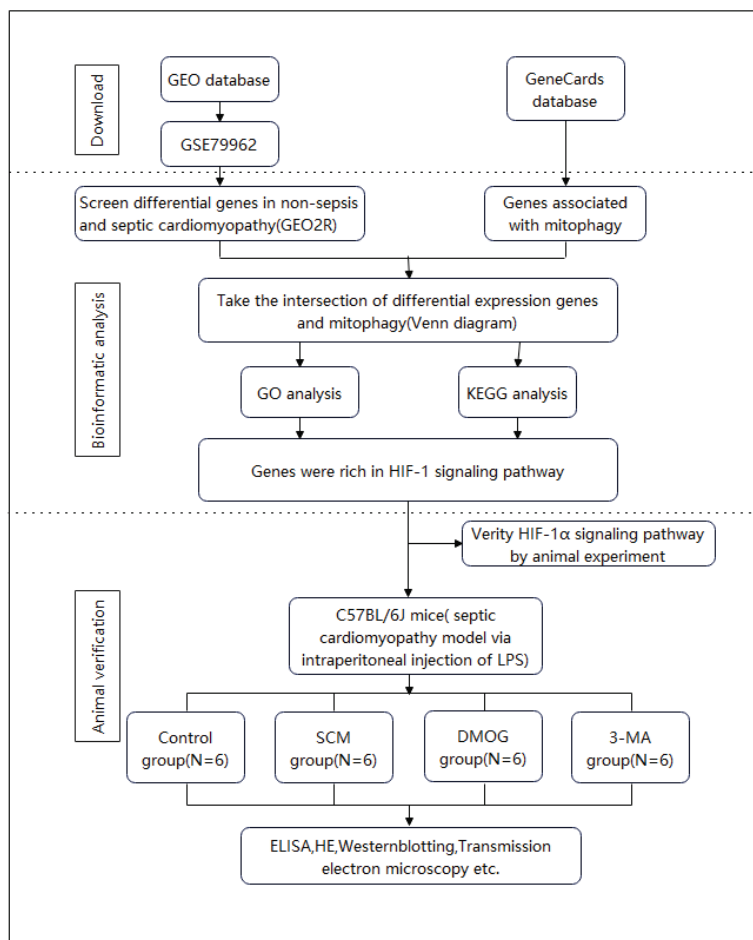 Download
GEO database
GSE79962
GeneCards
database
Bioinformatic analysis
Screen differential genes in non-sepsis
and septic cardiomyopathy(GEO2R)
Genes associated
with mitophagy
Take the intersection of differential expression genes
and mitophagy(Venn diagram)
GO analysis
KEGG analysis
Genes were rich in HIF-1 signaling pathway
Animal verification
Verity HIF-1α signaling pathway
by animal experiment
C57BL/6J mice( septic
cardiomyopathy model via
intraperitoneal injection of LPS)
Control
group(N=6)
SCM
group(N=6)
DMOG
group(N=6)
3-MA
group(N=6)
ELISA,HE,Westernblotting,Transmission
electron microscopy etc.